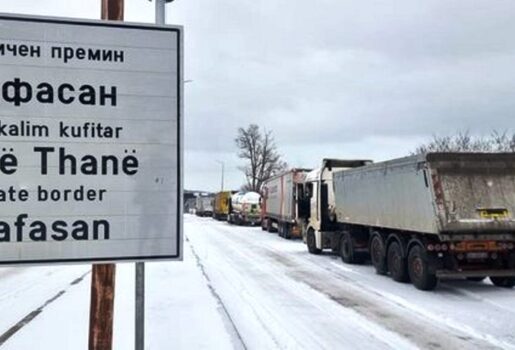 ичен премин
фасан
kalim kufitar
ë Thanë
ate border
afasan